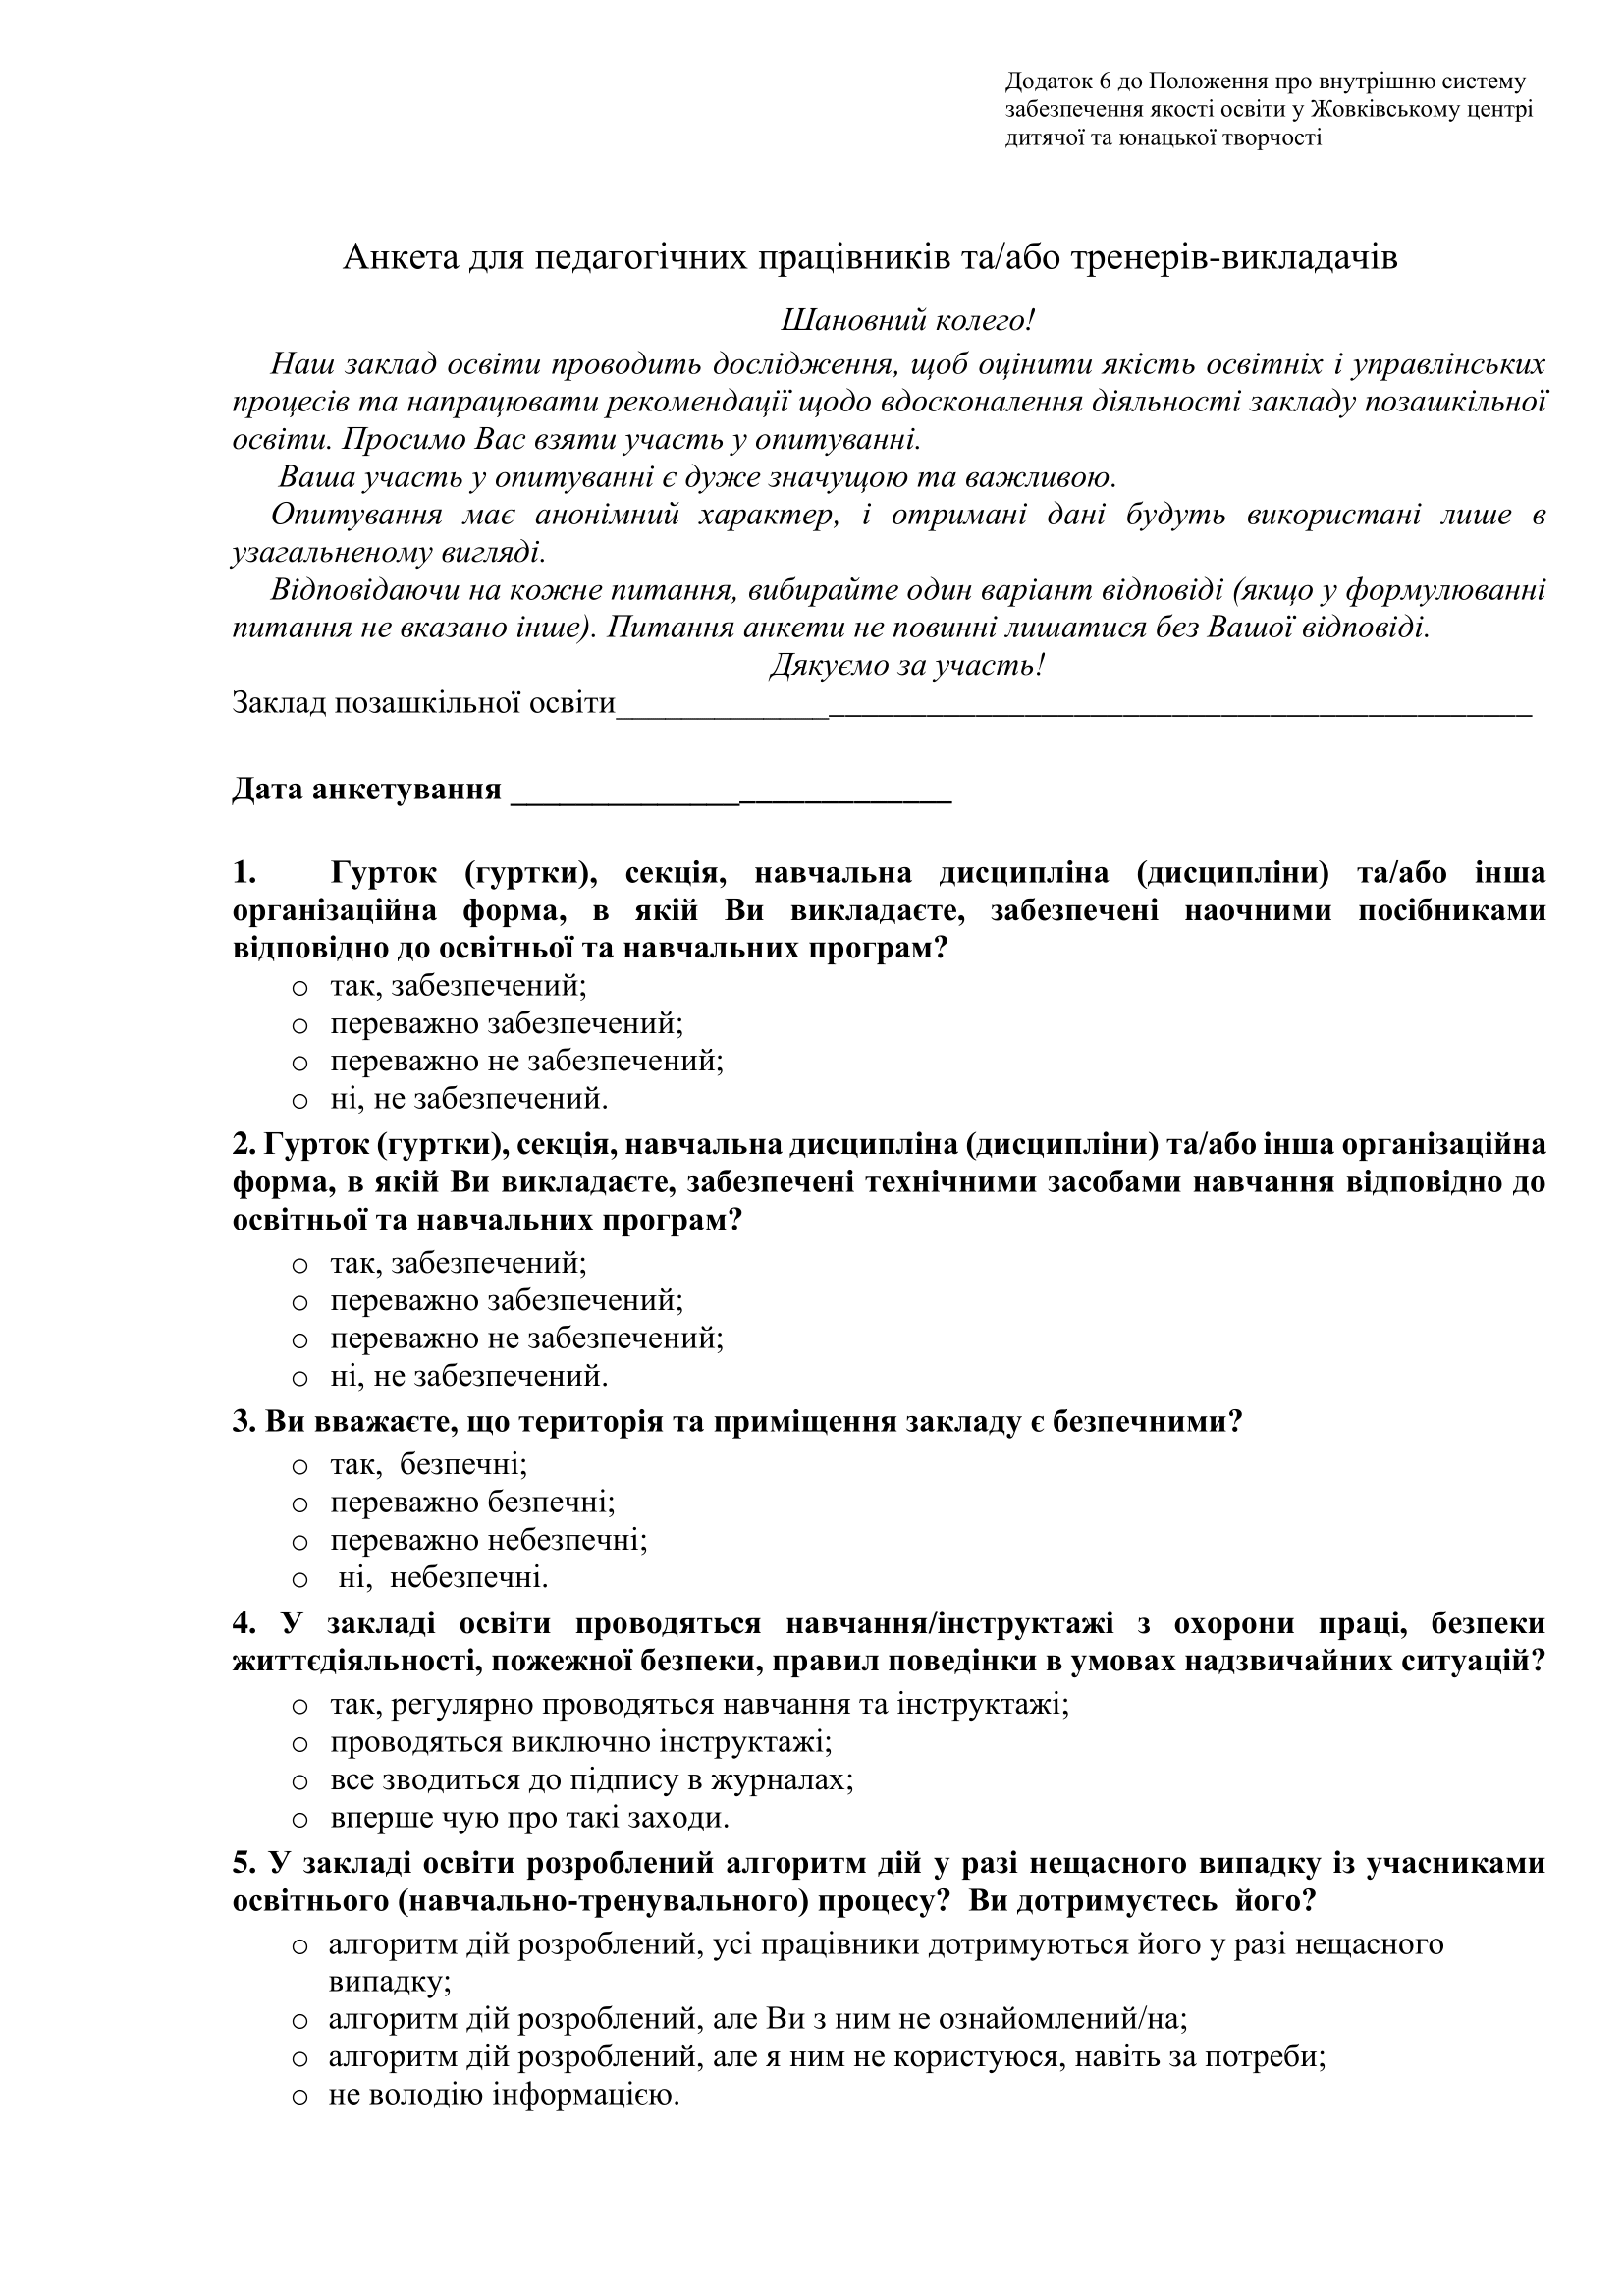 Додаток 6 до Положення про внутрішню систему
забезпечення якості освіти у Жовківському центрі
дитячої та юнацької творчості
Анкета для педагогічних працівників та/або тренерів-викладачів
Шановний колего!
Наш заклад освіти проводить дослідження, щоб оцінити якість освітніх і управлінських
процесів та напрацювати рекомендації щодо вдосконалення діяльності закладу позашкільної
освіти. Просимо Вас взяти участь у опитуванні.
Ваша участь у опитуванні є дуже значущою та важливою.
Опитування має анонімний характер, і отримані дані будуть використані лише в
узагальненому вигляді.
Відповідаючи на кожне питання, вибирайте один варіант відповіді (якщо у формулюванні
питання не вказано інше). Питання анкети не повинні лишатися без Вашої відповіді.
Дякуємо за участь!
Заклад позашкільної освіти________________________________________________________
Дата анкетування ___________________________
1. Гурток (гуртки), секція, навчальна дисципліна (дисципліни) та/або інша
організаційна форма, в якій Ви викладаєте, забезпечені наочними посібниками
відповідно до освітньої та навчальних програм?
o так, забезпечений;
o переважно забезпечений;
o переважно не забезпечений;
o ні, не забезпечений.
2. Гурток (гуртки), секція, навчальна дисципліна (дисципліни) та/або інша організаційна
форма, в якій Ви викладаєте, забезпечені технічними засобами навчання відповідно до
освітньої та навчальних програм?
o так, забезпечений;
o переважно забезпечений;
o переважно не забезпечений;
o ні, не забезпечений.
3. Ви вважаєте, що територія та приміщення закладу є безпечними?
o так, безпечні;
o переважно безпечні;
o переважно небезпечні;
o ні, небезпечні.
4. У закладі освіти проводяться навчання/інструктажі з охорони праці, безпеки
життєдіяльності, пожежної безпеки, правил поведінки в умовах надзвичайних ситуацій?
o так, регулярно проводяться навчання та інструктажі;
o проводяться виключно інструктажі;
o все зводиться до підпису в журналах;
o вперше чую про такі заходи.
5. У закладі освіти розроблений алгоритм дій у разі нещасного випадку із учасниками
освітнього (навчально-тренувального) процесу? Ви дотримуєтесь його?
o алгоритм дій розроблений, усі працівники дотримуються його у разі нещасного
випадку;
o алгоритм дій розроблений, але Ви з ним не ознайомлений/на;
o алгоритм дій розроблений, але я ним не користуюся, навіть за потреби;
o не володію інформацією.